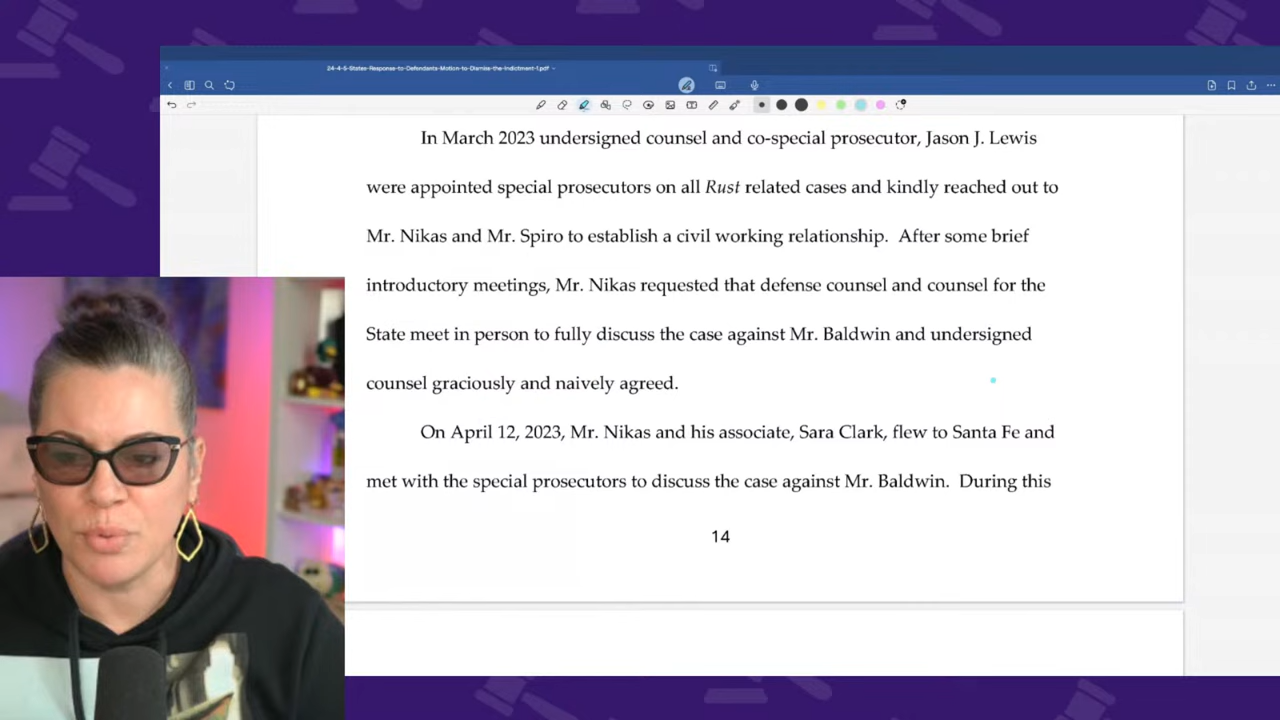 24-4-5-States-Response-to-Defendants-Motion-to-Dismiss-the-Indictment-1.pdf
In March 2023 undersigned counsel and co-special prosecutor, Jason J. Lewis
were appointed special prosecutors on all Rust related cases and kindly reached out to
Mr. Nikas and Mr. Spiro to establish a civil working relationship. After some brief
introductory meetings, Mr. Nikas requested that defense counsel and counsel for the
State meet in person to fully discuss the case against Mr. Baldwin and undersigned
counsel graciously and naively agreed.
On April 12, 2023, Mr. Nikas and his associate, Sara Clark, flew to Santa Fe and
met with the special prosecutors to discuss the case against Mr. Baldwin. During this
14